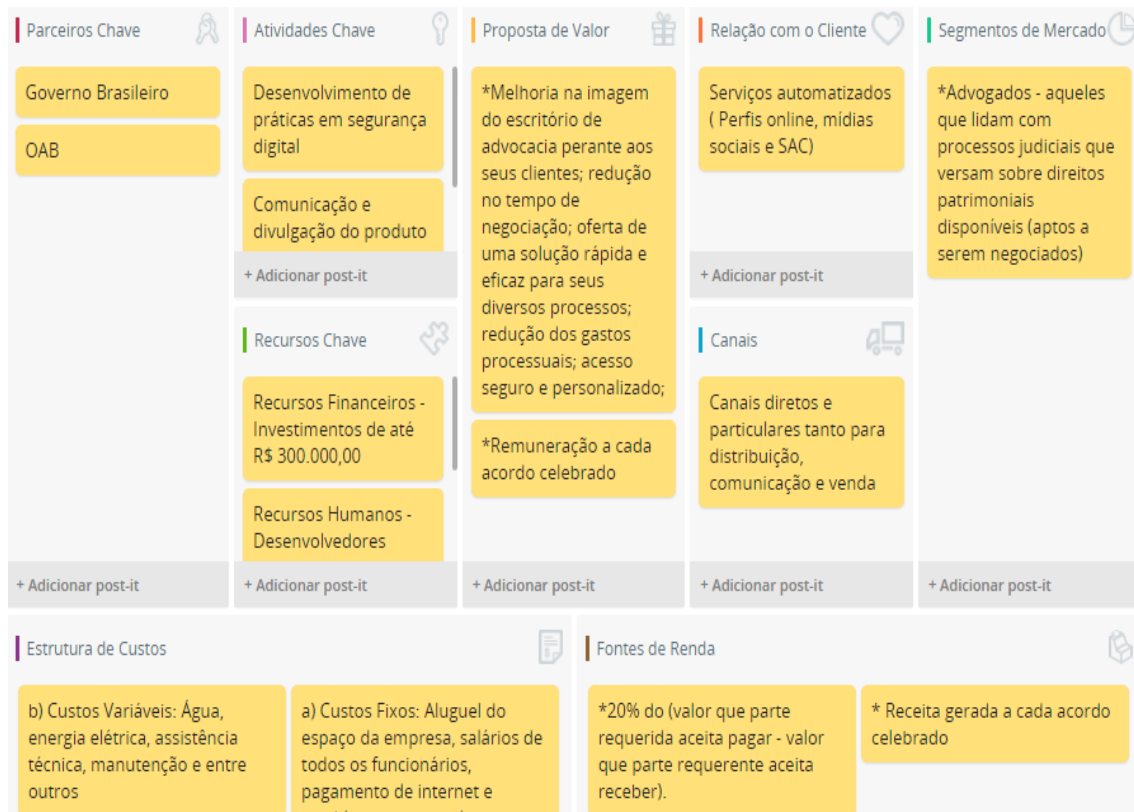 Parceiros Chave
Governo Brasileiro
OAB
+ Adicionar post-it
Atividades Chave
Desenvolvimento de
práticas em segurança
digital
Comunicação e
divulgação do produto
+ Adicionar post-it
Recursos Chave
Recursos Financeiros -
Investimentos de até
R$ 300.000,00
Recursos Humanos -
Desenvolvedores
+ Adicionar post-it
Proposta de Valor
*Melhoria na imagem
do escritório de
advocacia perante aos
seus clientes; redução
no tempo de
negociação; oferta de
uma solução rápida e
eficaz para seus
diversos processos;
redução dos gastos
processuais; acesso
seguro e personalizado;
*Remuneração a cada
acordo celebrado
+ Adicionar post-it
Relação com o Cliente
Serviços automatizados
( Perfis online, mídias
sociais e SAC)
+ Adicionar post-it
Canais
Canais diretos e
particulares tanto para
distribuição,
comunicação e venda
+ Adicionar post-it
Segmentos de Mercado
*Advogados - aqueles
que lidam com
processos judiciais que
versam sobre direitos
patrimoniais
disponíveis (aptos a
serem negociados)
+ Adicionar post-it
Estrutura de Custos
b) Custos Variáveis: Água,
energia elétrica, assistência
técnica, manutenção e entre
outros
a) Custos Fixos: Aluguel do
espaço da empresa, salários de
todos os funcionários,
pagamento de internet e
Fontes de Renda
*20% do (valor que parte
requerida aceita pagar - valor
que parte requerente aceita
receber).
* Receita gerada a cada acordo
celebrado